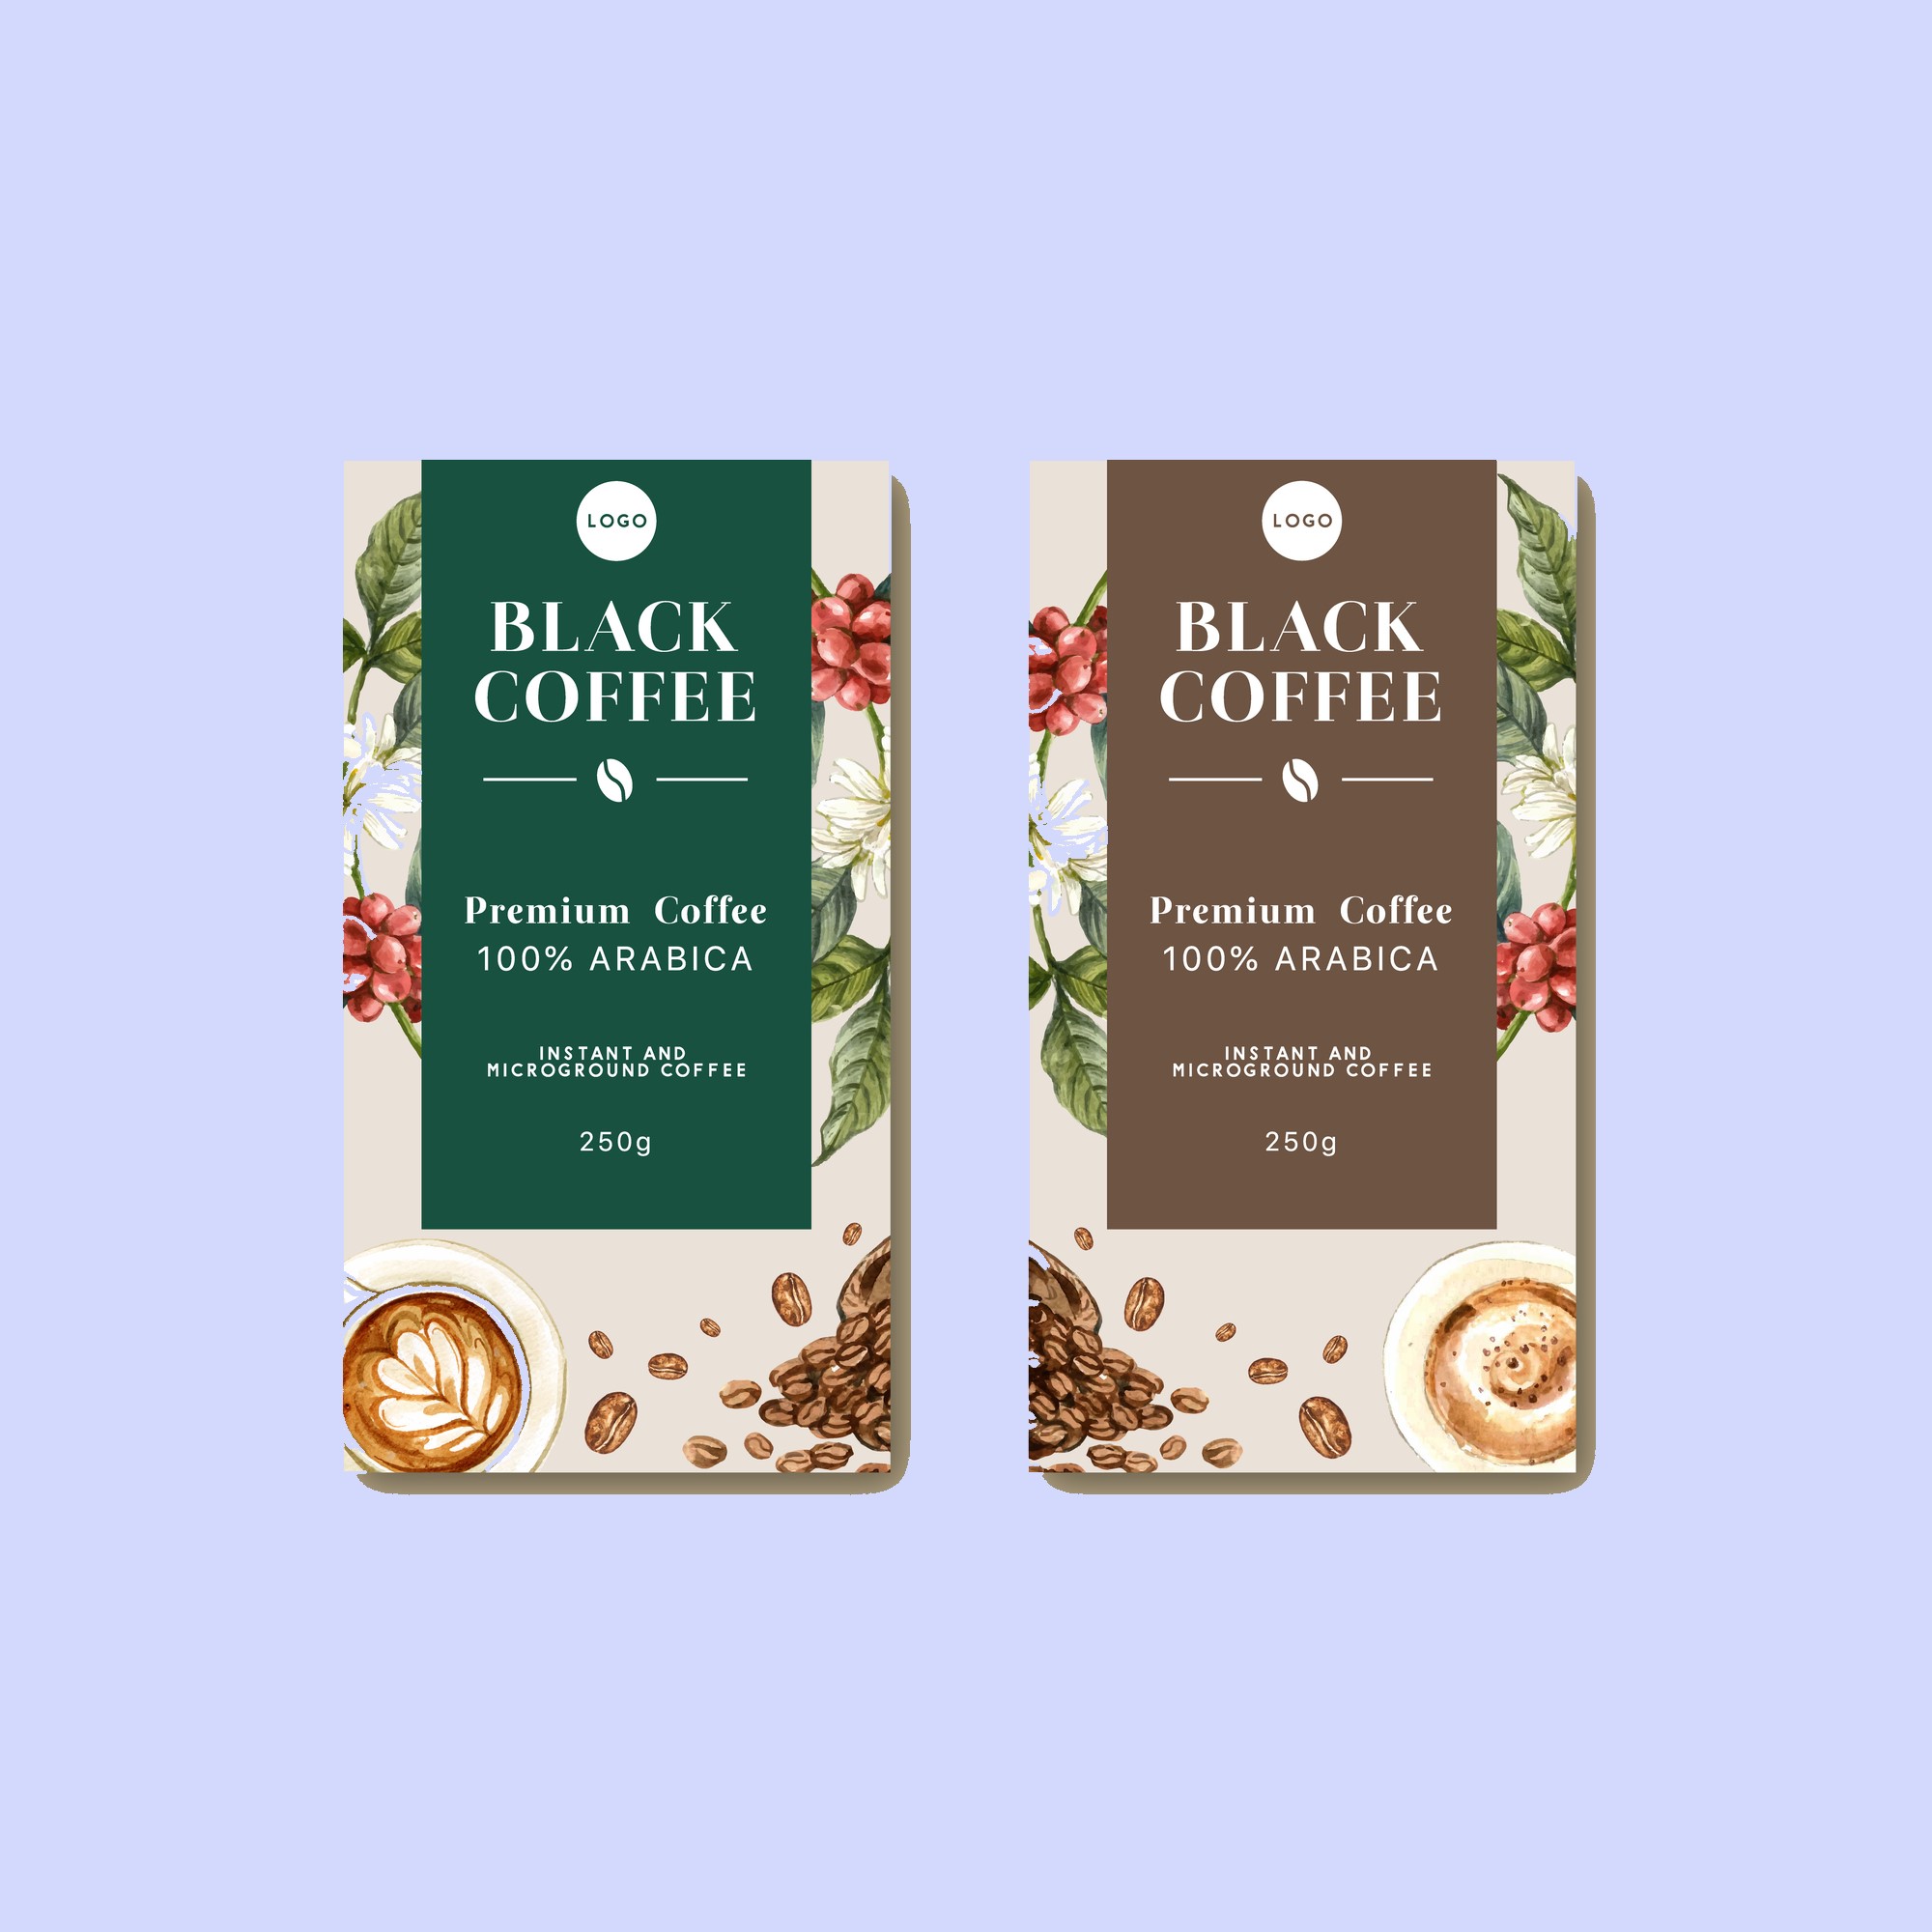 LOGO
BLACK
COFFEE
Premium Coffee
100% ARABICA
INSTANT AND
MICROGROUND COFFEE
250g
LOGO
BLACK
COFFEE
Premium Coffee
100% ARABICA
INSTANT AND
MICROGROUND COFFEE
250g